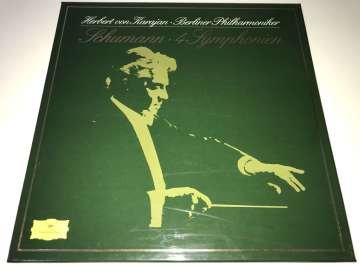 Herbert von Karajan · Berliner Philharmoniker
Schumann · 4 Symphonien